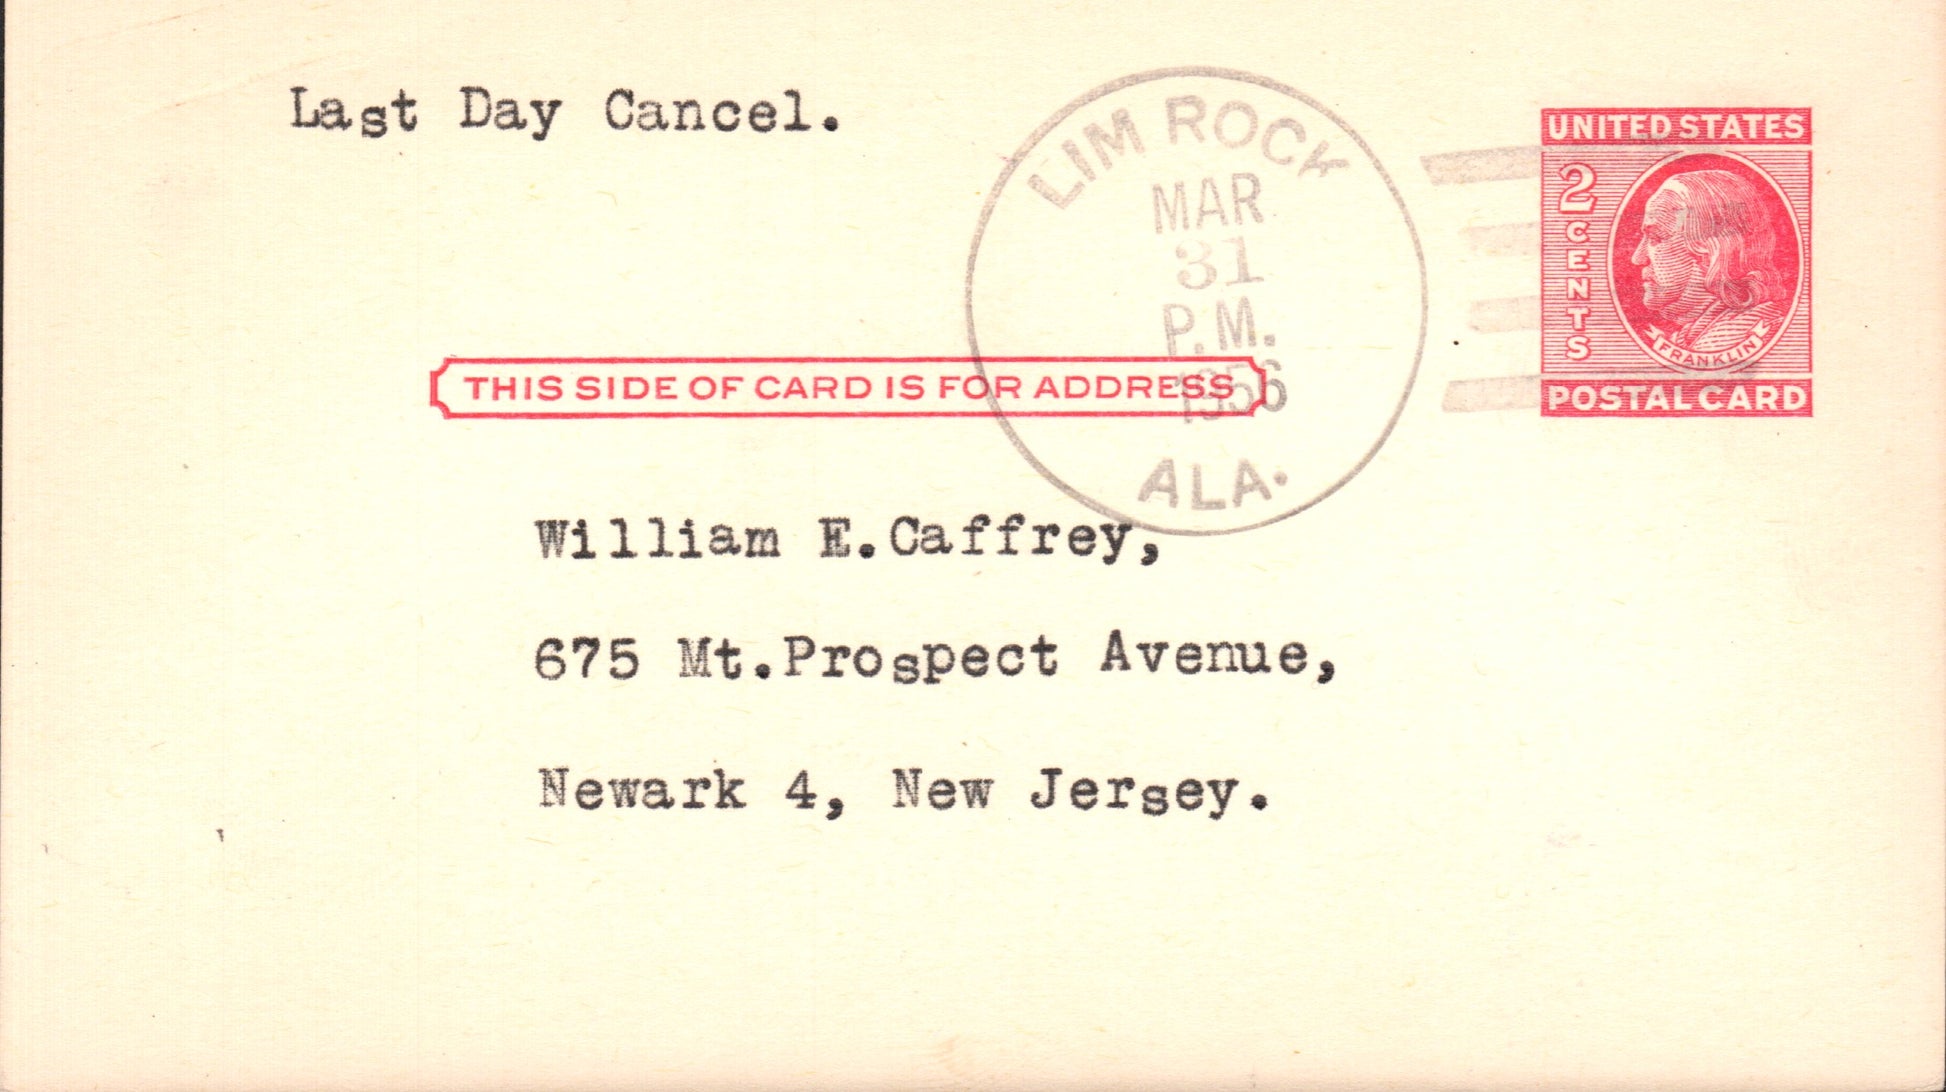 Last Day Cancel.
LIM ROCK
MAR
31
P.M.
1956
ALA.
UNITED STATES
2 CENTS
FRANKLIN
POSTAL CARD
THIS SIDE OF CARD IS FOR ADDRESS
William E.Caffrey,
675 Mt.Prospect Avenue,
Newark 4, New Jersey.